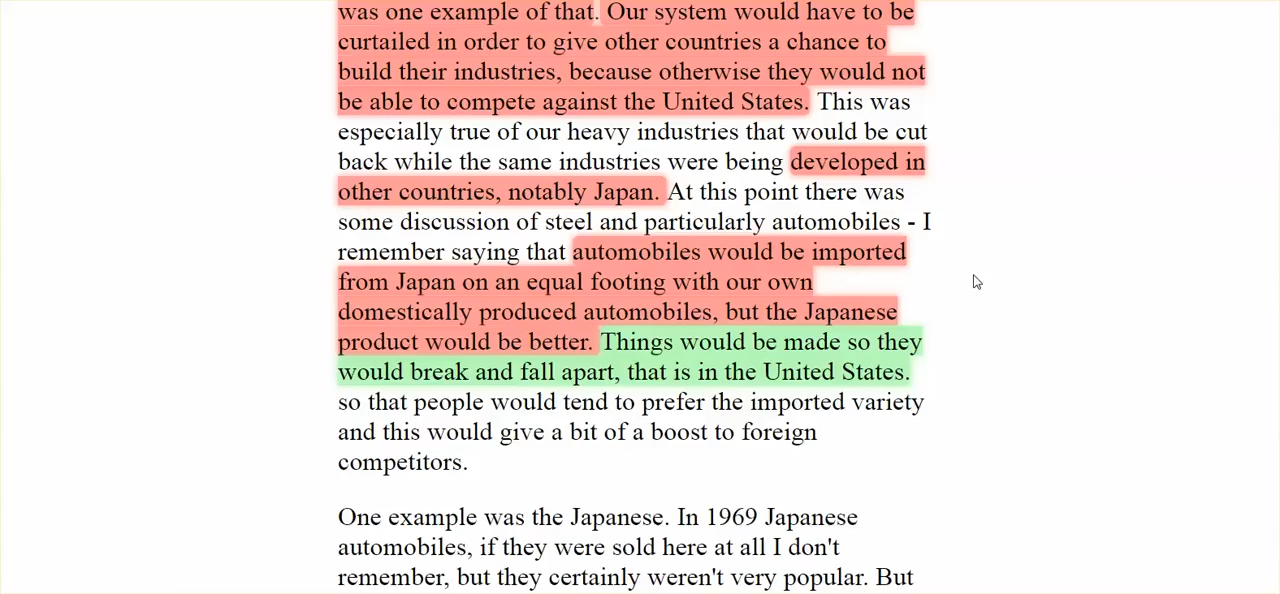 was one example of that. Our system would have to be
curtailed in order to give other countries a chance to
build their industries, because otherwise they would not
be able to compete against the United States. This was
especially true of our heavy industries that would be cut
back while the same industries were being developed in
other countries, notably Japan. At this point there was
some discussion of steel and particularly automobiles - I
remember saying that automobiles would be imported
from Japan on an equal footing with our own
domestically produced automobiles, but the Japanese
product would be better. Things would be made so they
would break and fall apart, that is in the United States.
so that people would tend to prefer the imported variety
and this would give a bit of a boost to foreign
competitors.
One example was the Japanese. In 1969 Japanese
automobiles, if they were sold here at all I don't
remember, but they certainly weren't very popular. But